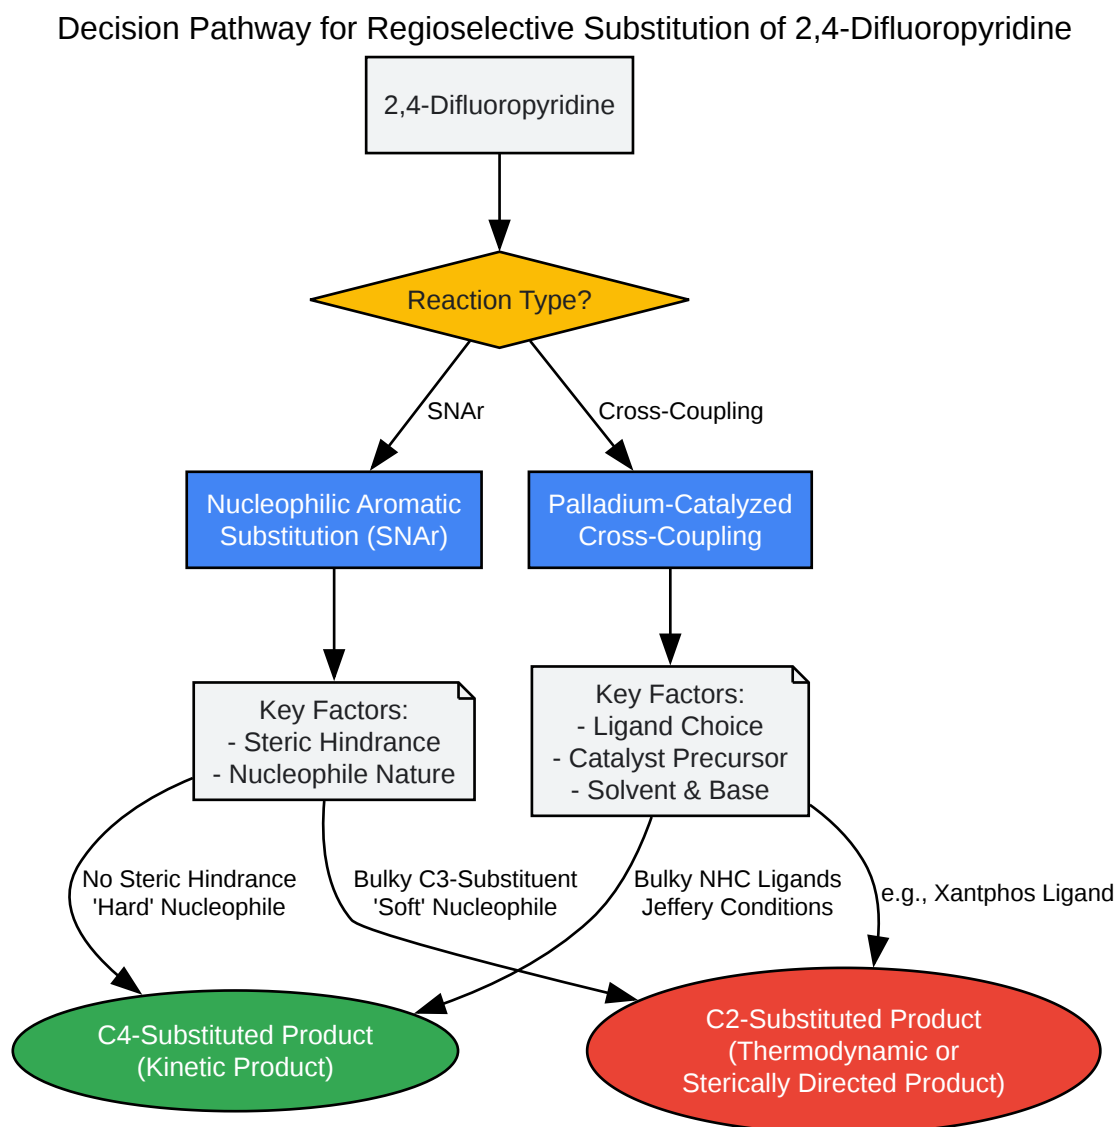 Decision Pathway for Regioselective Substitution of 2,4-Difluoropyridine
2,4-Difluoropyridine
Reaction Type?
SNAr
Cross-Coupling
Nucleophilic Aromatic
Substitution (SNAr)
Palladium-Catalyzed
Cross-Coupling
Key Factors:
- Steric Hindrance
- Nucleophile Nature
Key Factors:
- Ligand Choice
- Catalyst Precursor
- Solvent & Base
No Steric Hindrance
'Hard' Nucleophile
Bulky C3-Substituent
'Soft' Nucleophile
Bulky NHC Ligands
Jeffery Conditions
e.g., Xantphos Ligand
C4-Substituted Product
(Kinetic Product)
C2-Substituted Product
(Thermodynamic or
Sterically Directed Product)